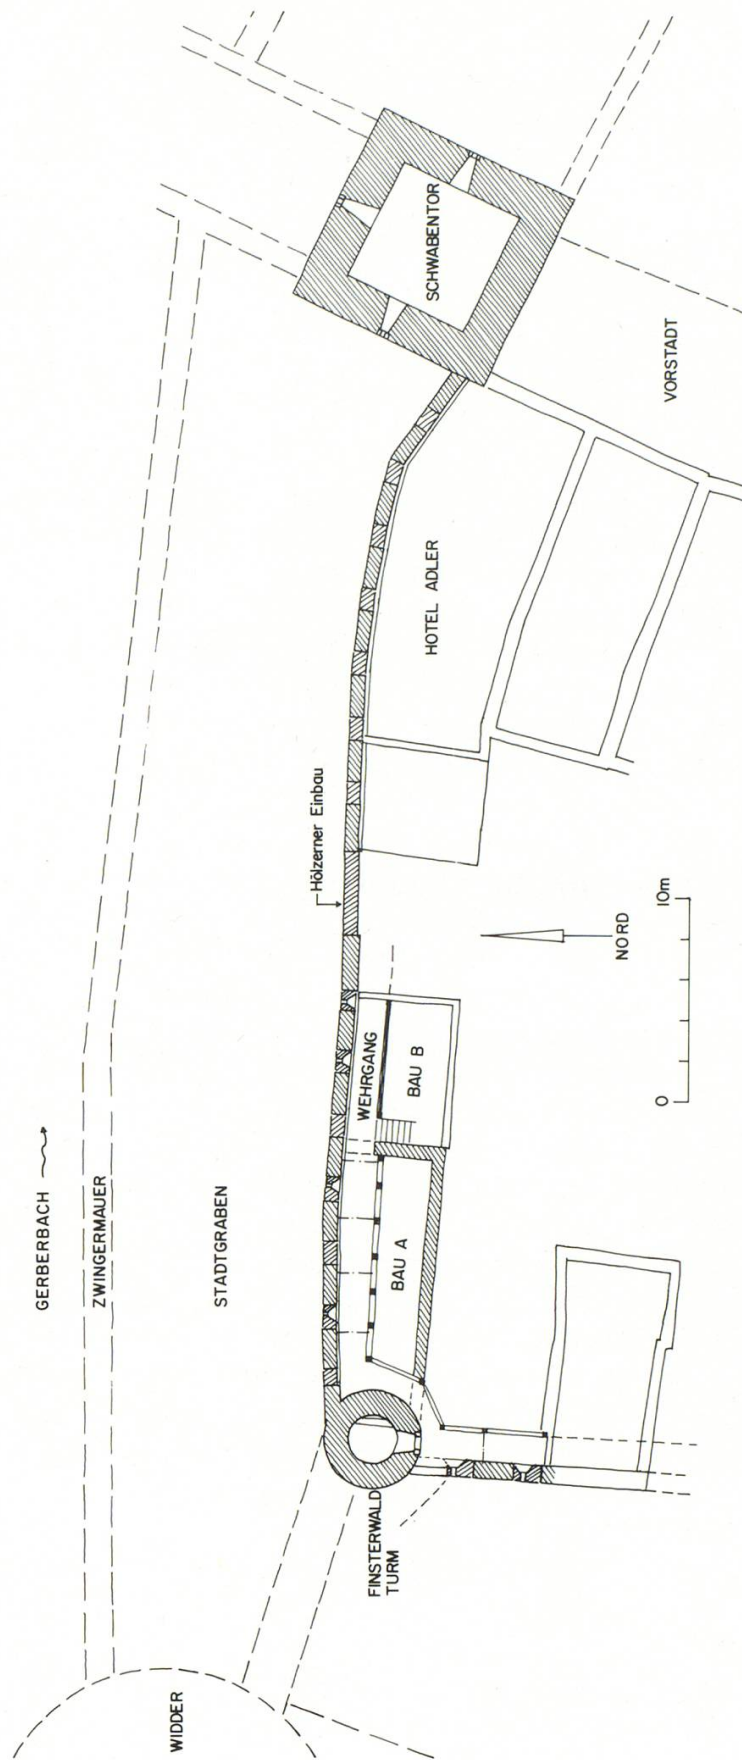 GERBERBACH
ZWINGERMAUER
STADTGRABEN
WIDDER
FINSTERWALD
TURM
BAU A
WEHRGANG
BAU B
Hölzerner Einbau
HOTEL ADLER
SCHWABENTOR
VORSTADT
NORD
0
10m